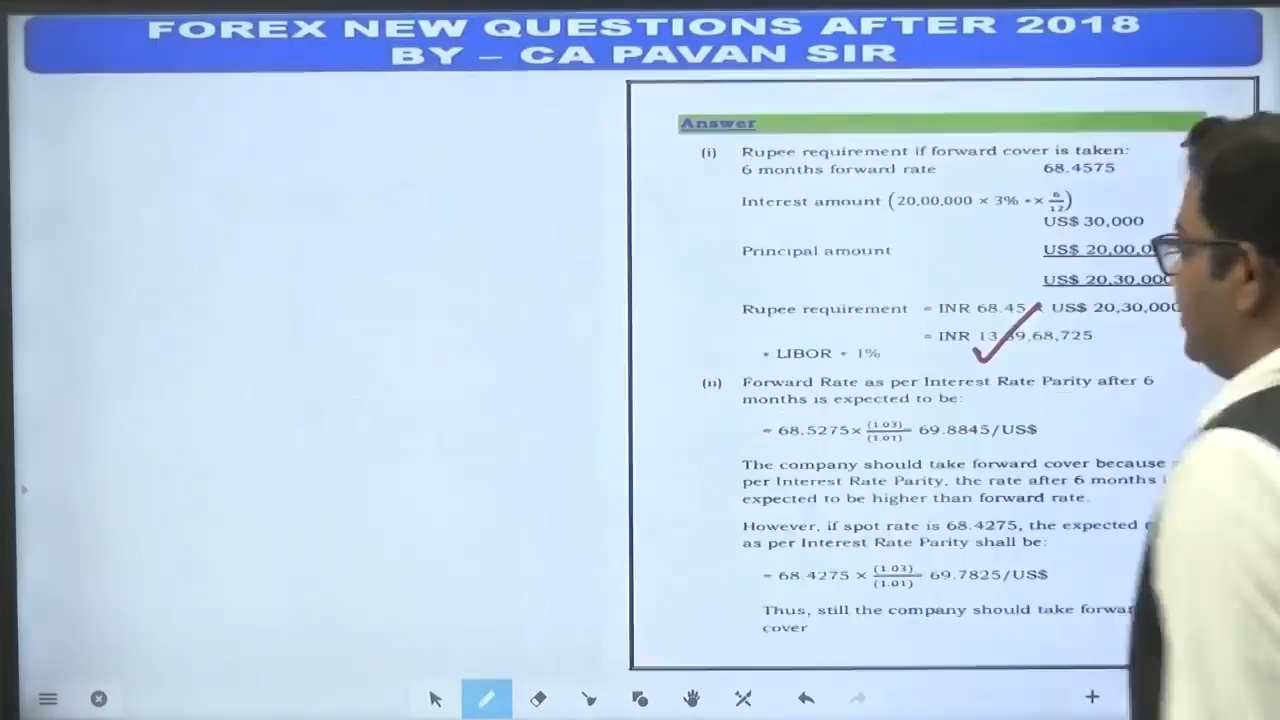 FOREX NEW QUESTIONS AFTER 2018
BY – CA PAVAN SIR
Answer
(i) Rupee requirement if forward cover is taken:
6 months forward rate 68.4575
Interest amount (20,00,000 × 3% * × 6/12)
US$ 30,000
Principal amount US$ 20,00,0
US$ 20,30,000
Rupee requirement = INR 68.45 US$ 20,30,000
= INR 13, 9,68,725
* LIBOR + 1%
(ii) Forward Rate as per Interest Rate Parity after 6
months is expected to be:
= 68.5275× (1.03)/(1.01) = 69.8845/US$
The company should take forward cover because
per Interest Rate Parity, the rate after 6 months
expected to be higher than forward rate.
However, if spot rate is 68.4275, the expected
as per Interest Rate Parity shall be:
= 68.4275 × (1.03)/(1.01) 69.7825/US$
Thus, still the company should take forwar
cover